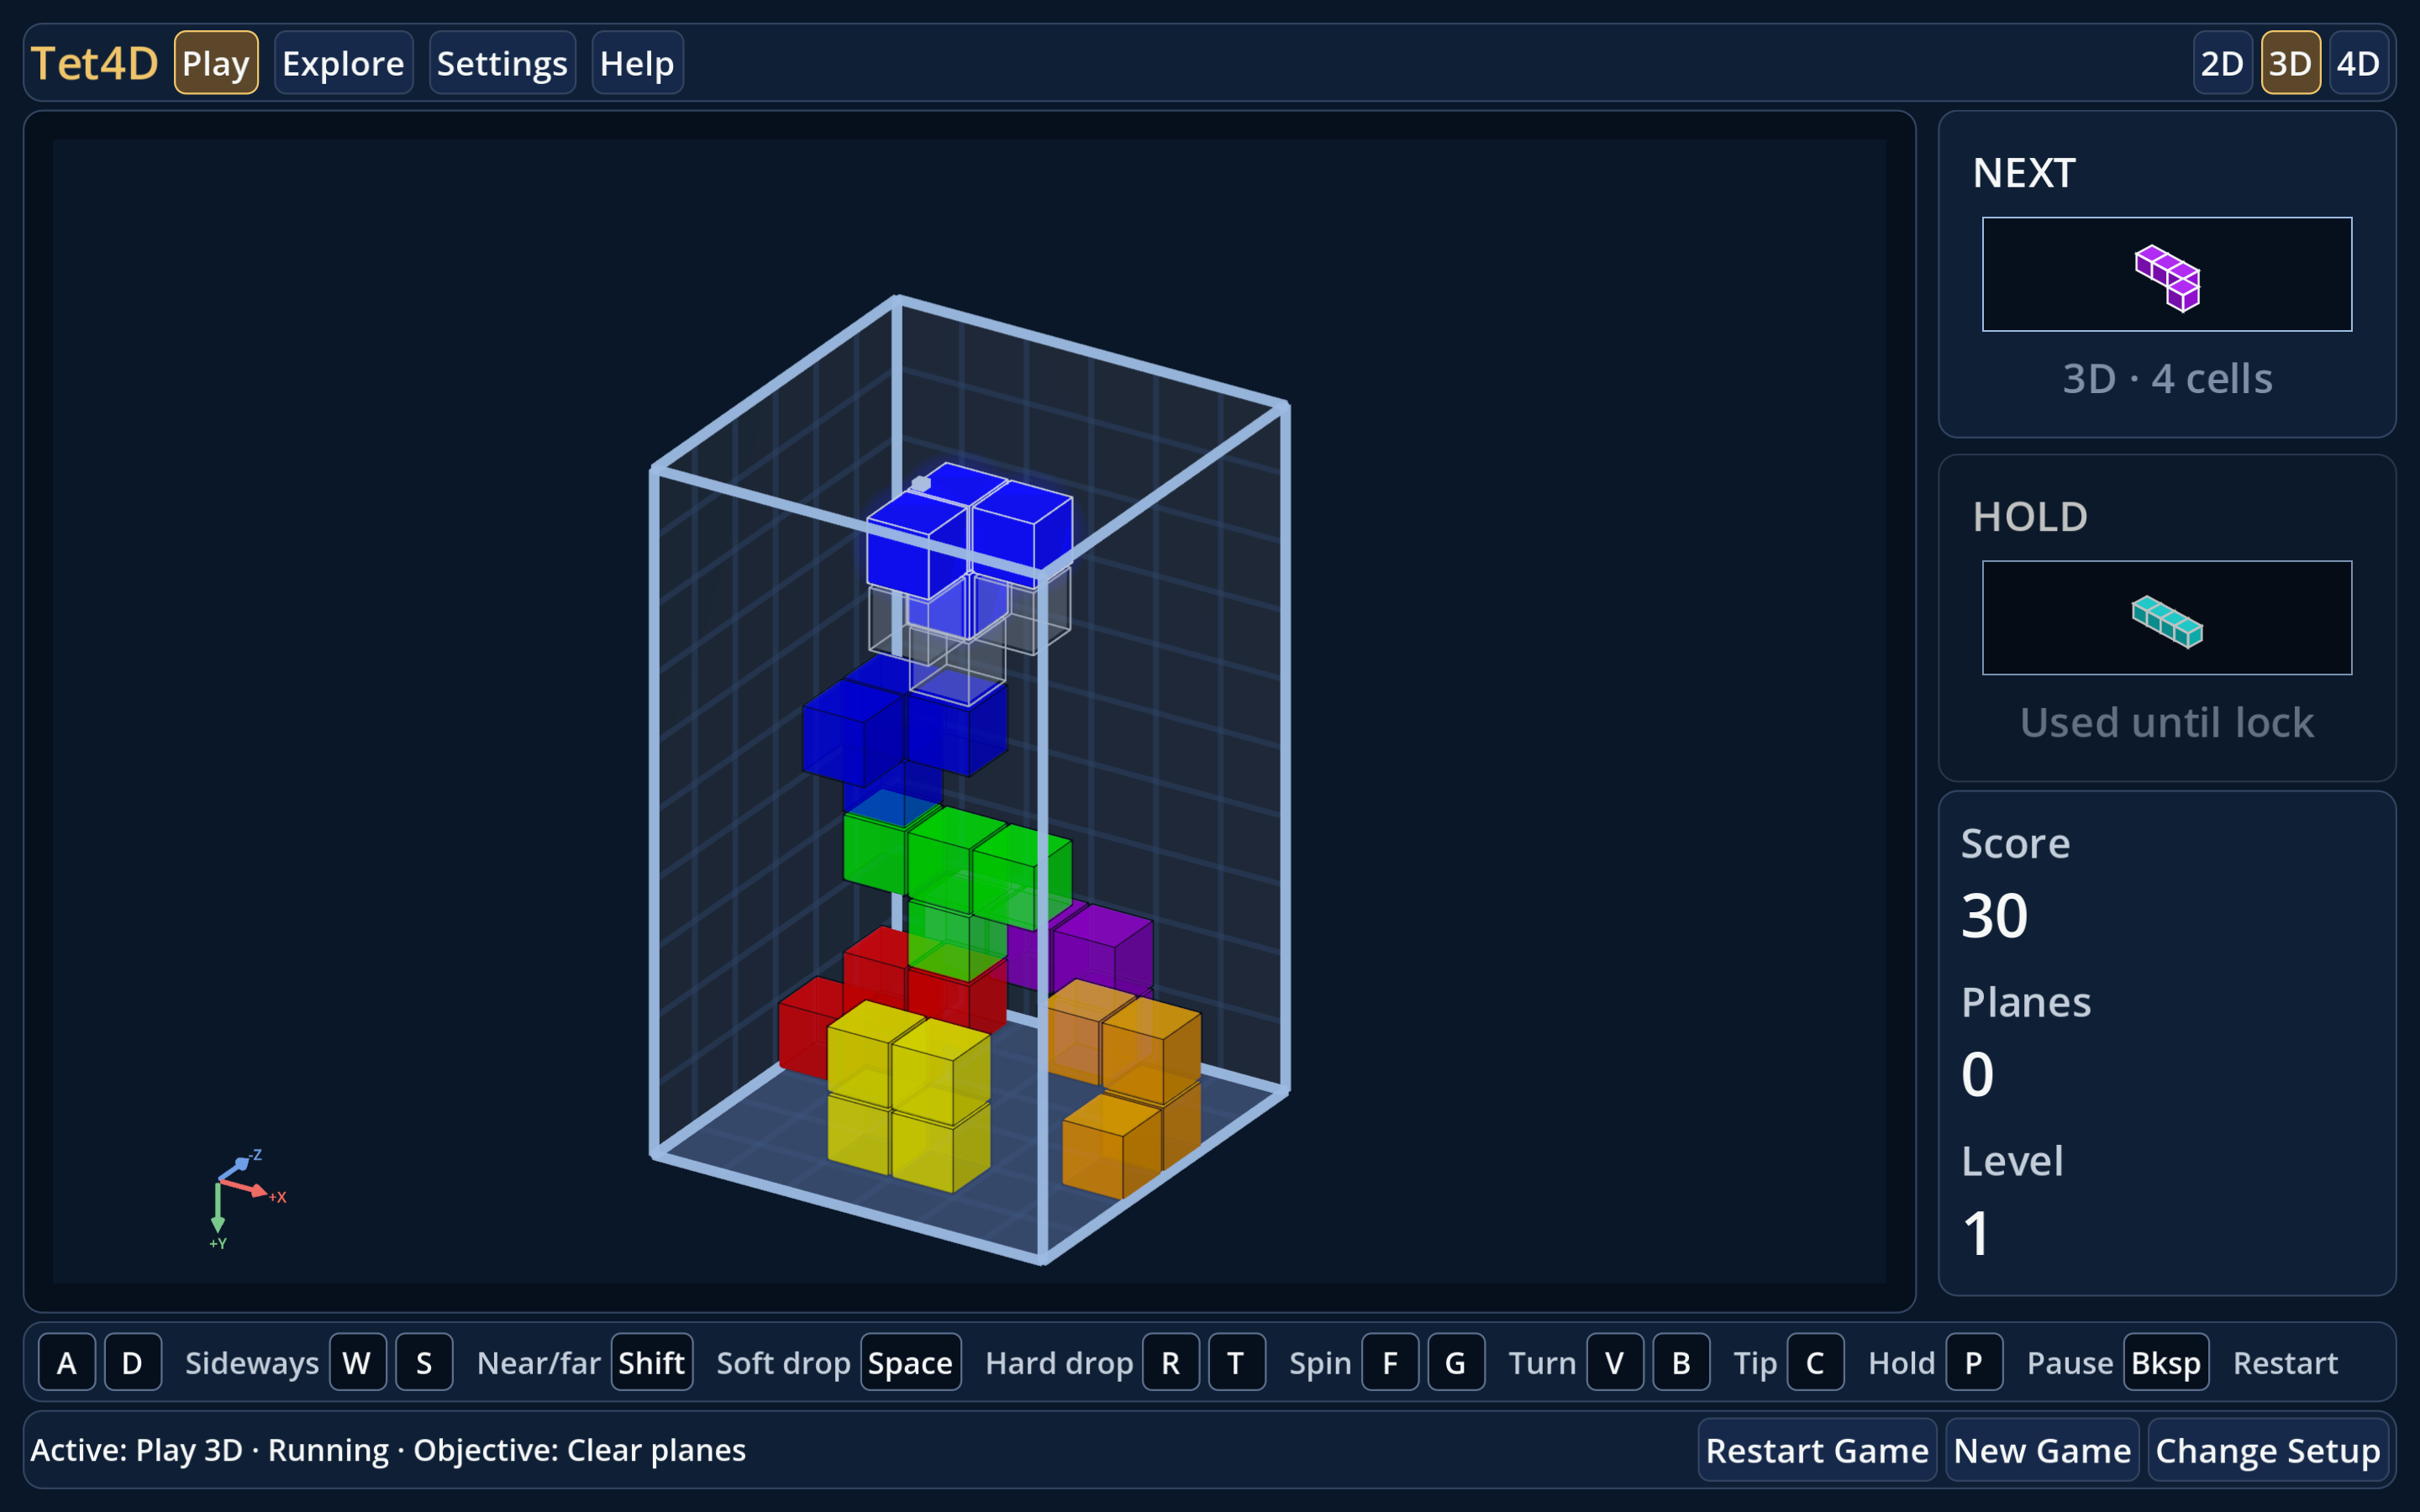 Tet4D Play Explore Settings Help 2D 3D 4D
NEXT
3D · 4 cells
HOLD
Used until lock
Score
30
Planes
0
Level
1
-Z
+X
+Y
A D Sideways W S Near/far Shift Soft drop Space Hard drop R T Spin F G Turn V B Tip C Hold P Pause Bksp Restart
Active: Play 3D · Running · Objective: Clear planes Restart Game New Game Change Setup